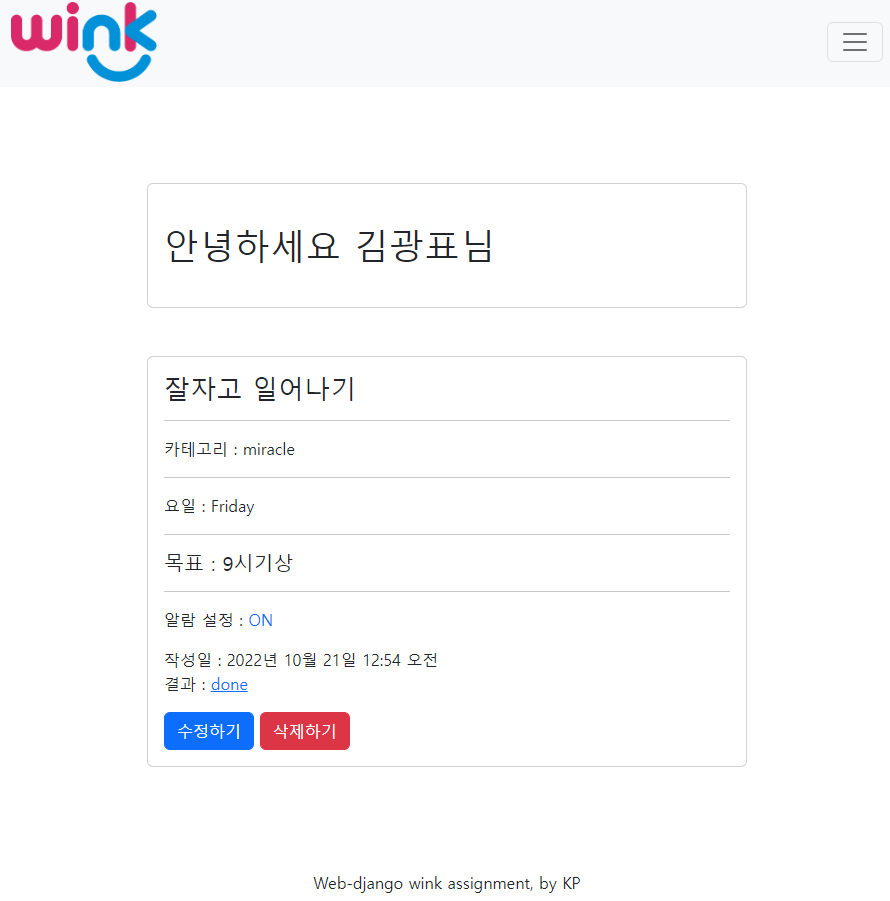 wink
안녕하세요 김광표님
잘자고 일어나기
카테고리 : miracle
요일 : Friday
목표 : 9시기상
알람 설정 : ON
작성일 : 2022년 10월 21일 12:54 오전
결과 : done
수정하기 삭제하기
Web-django wink assignment, by KP